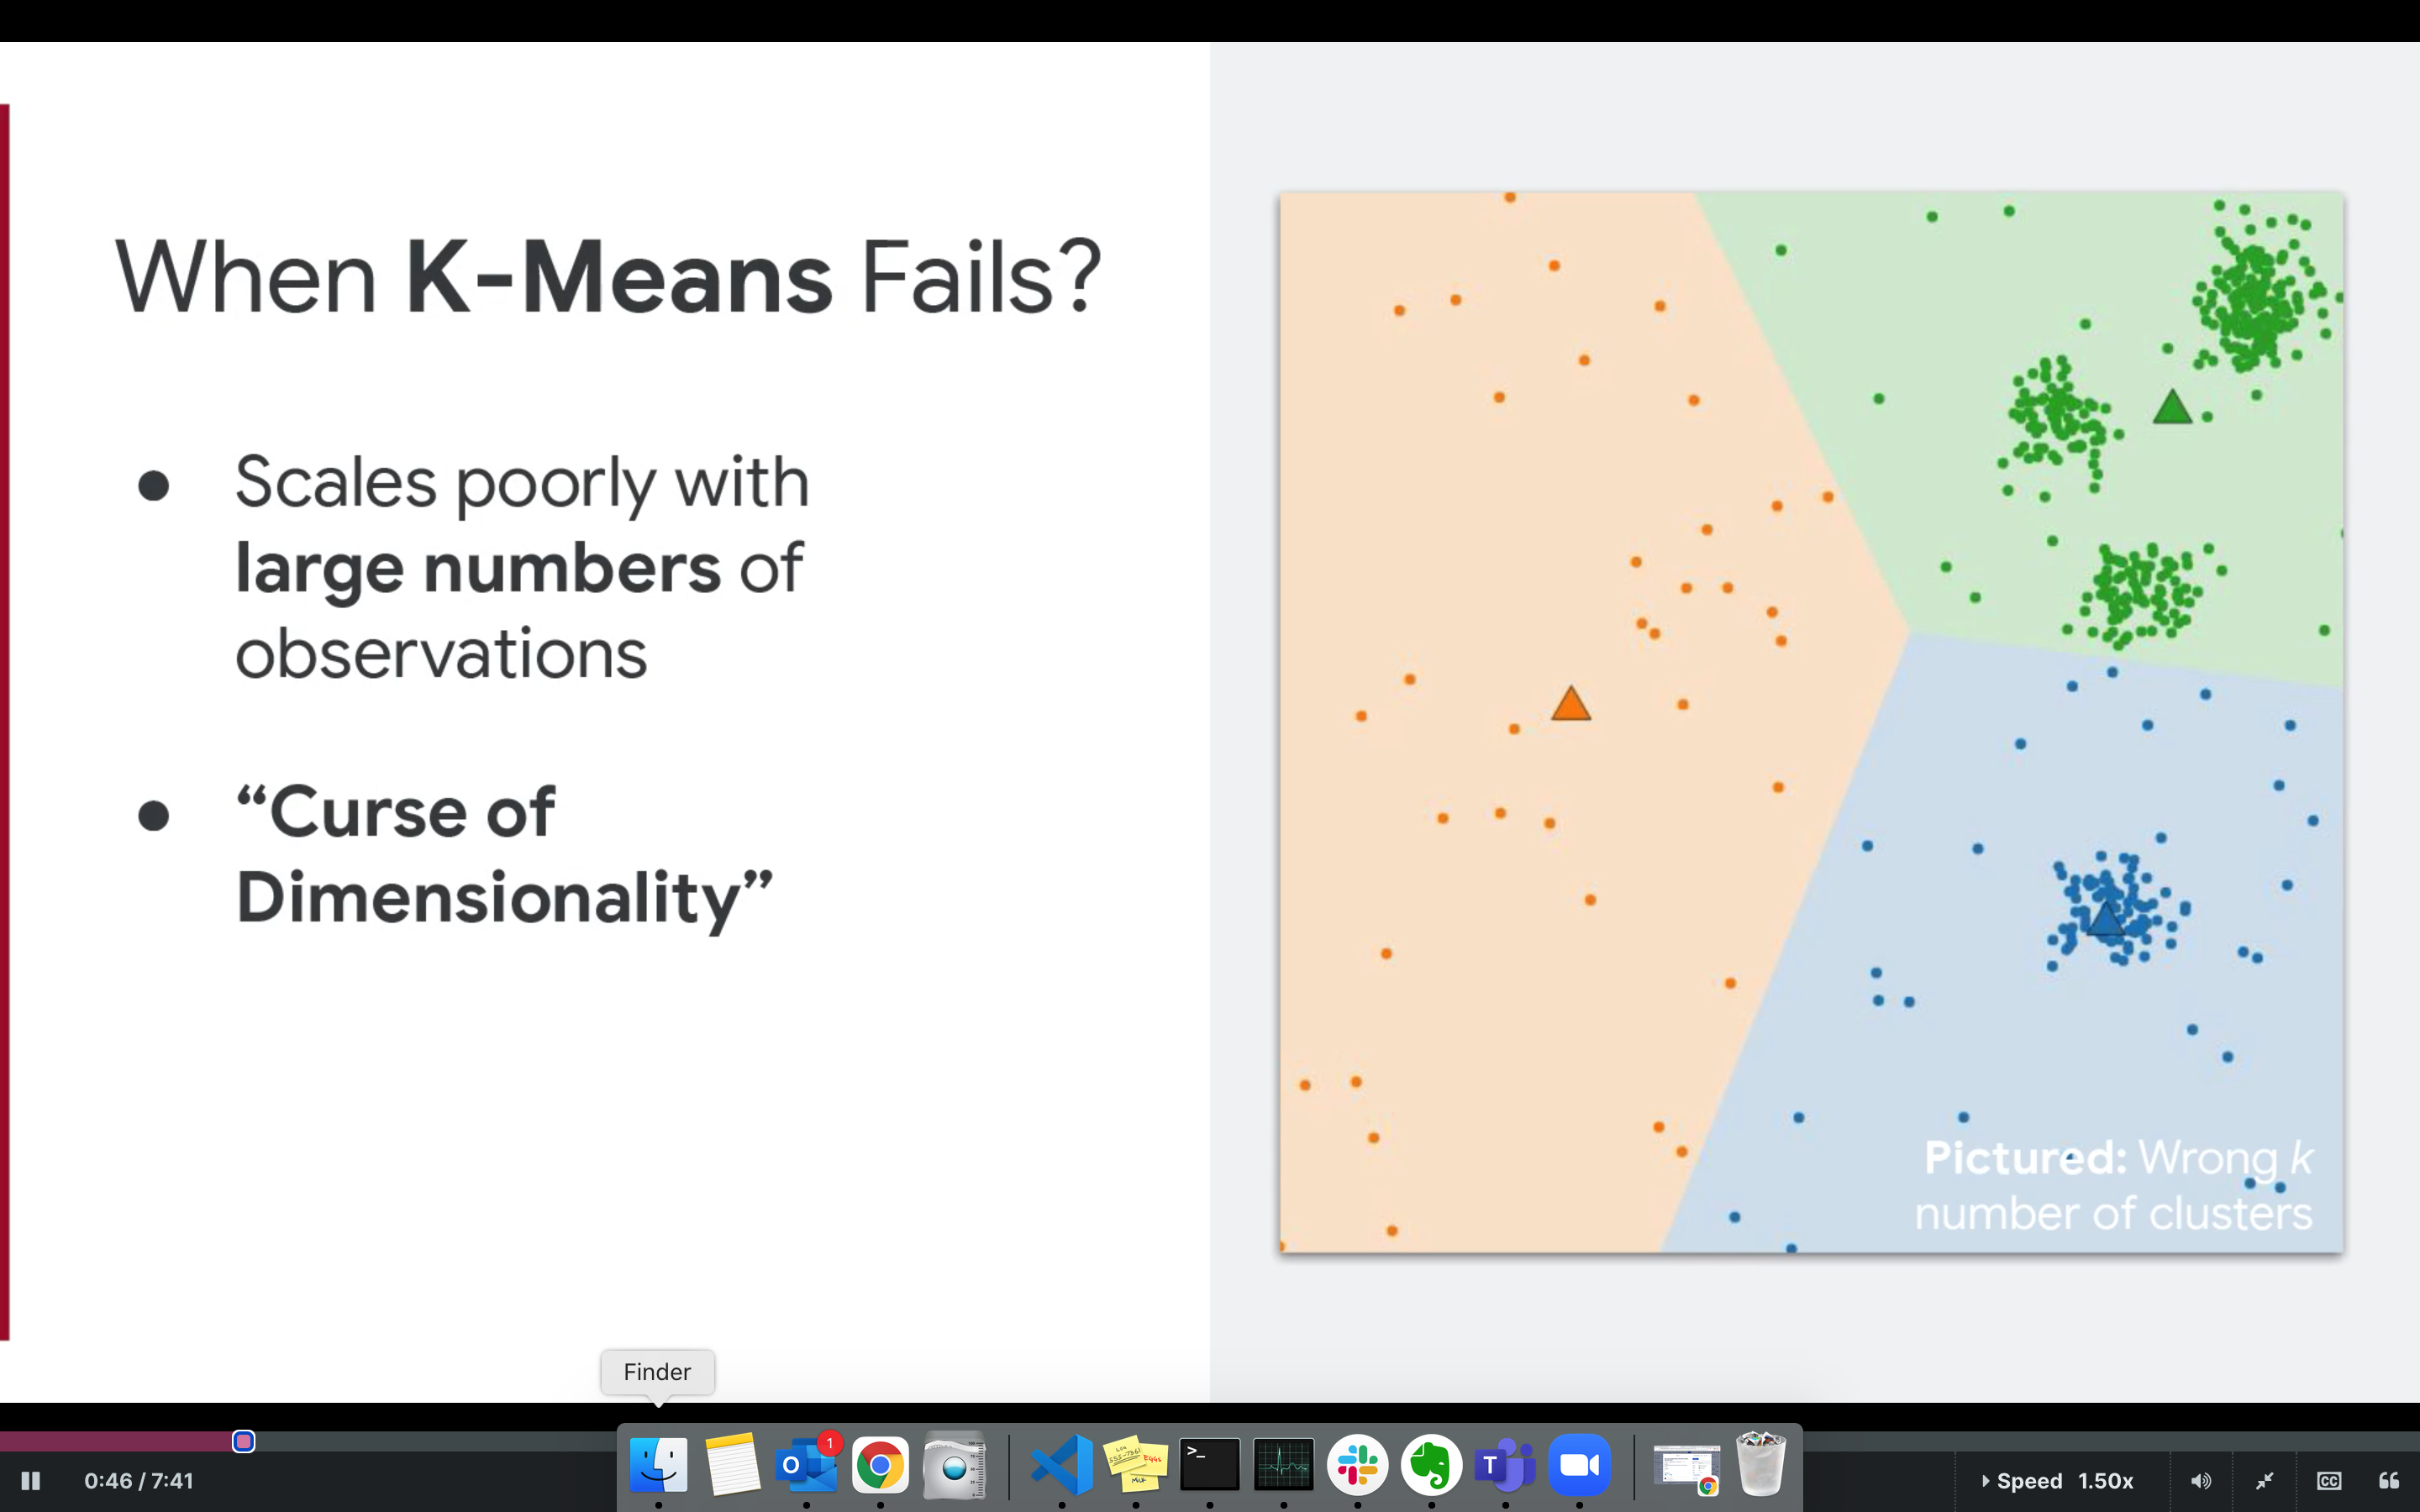 When K-Means Fails?
● Scales poorly with
large numbers of
observations
● “Curse of
Dimensionality”
Pictured: Wrong k
number of clusters
Finder
1
0:46 / 7:41
Speed 1.50x
CC